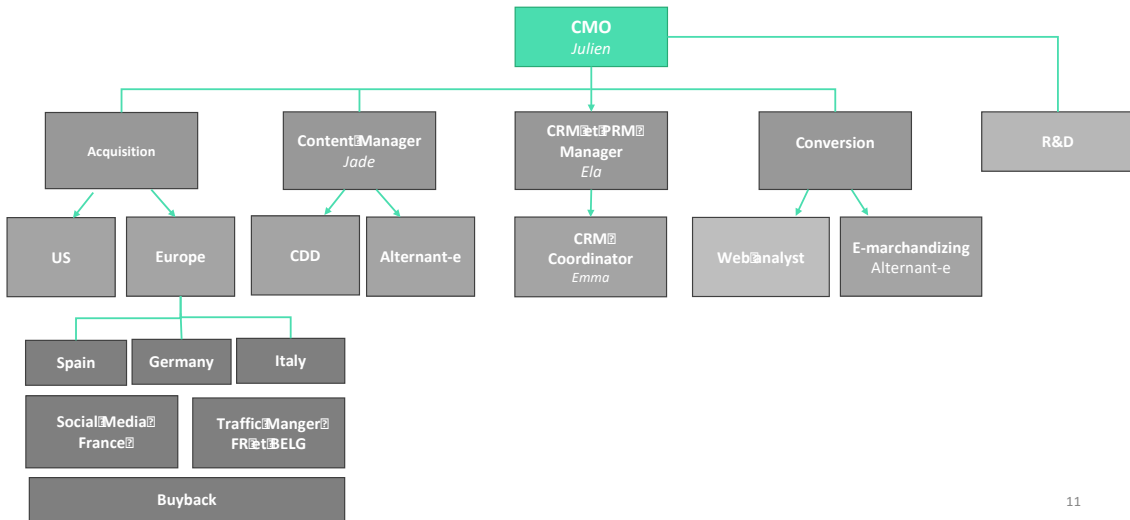 CMO
Julien
Acquisition
Content Manager
Jade
CRM et PRM
Manager
Ela
Conversion
R&D
US
Europe
CDD
Alternant-e
CRM
Coordinator
Emma
Web analyst
E-marchandizing
Alternant-e
Spain
Germany
Italy
Social Media
France
Traffic Manger
FR et BELG
Buyback
11